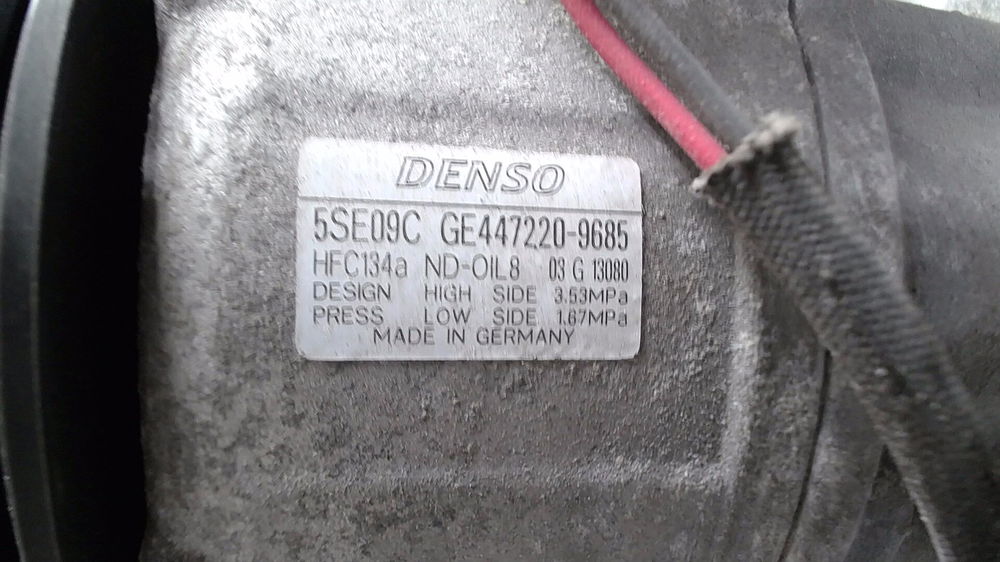 DENSO
5SE09C GE447220-9685
HFC134a ND-OIL8 03 G 13080
DESIGN HIGH SIDE 3.53MPa
PRESS LOW SIDE 1.67MPa
MADE IN GERMANY